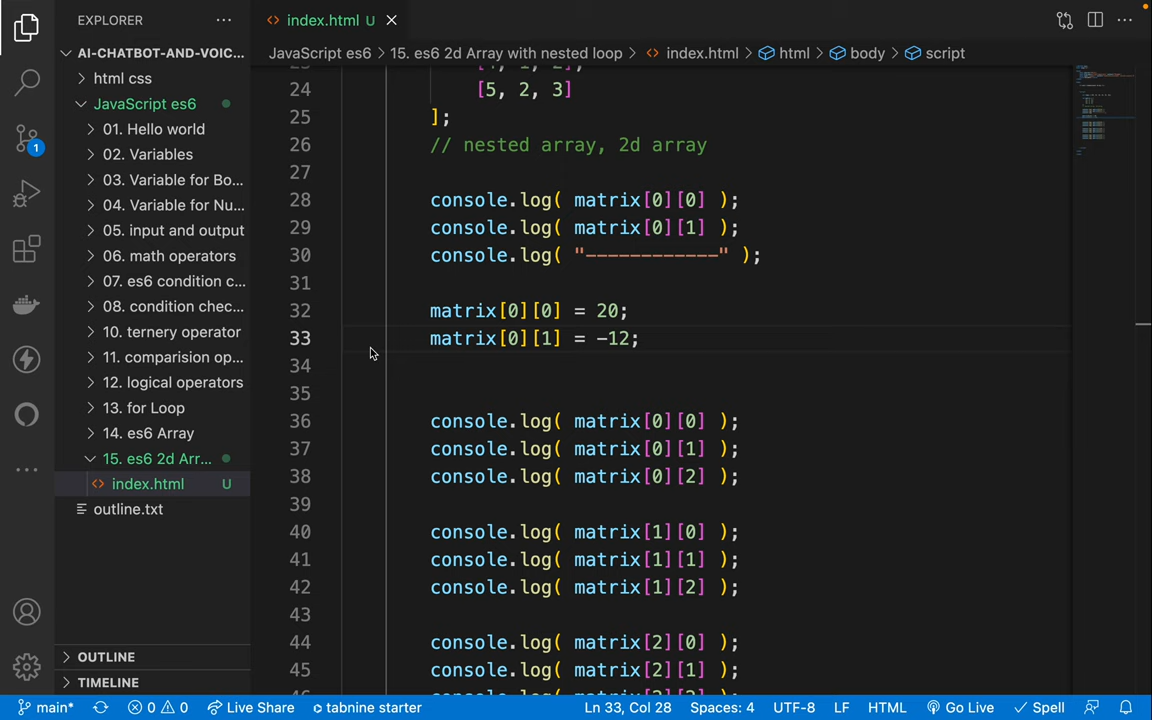 EXPLORER
index.html U
AI-CHATBOT-AND-VOIC...
html css
JavaScript es6
01. Hello world
02. Variables
03. Variable for Bo...
04. Variable for Nu...
05. input and output
06. math operators
07. es6 condition c...
08. condition chec...
10. ternery operator
11. comparision op...
12. logical operators
13. for Loop
14. es6 Array
15. es6 2d Arr...
index.html U
outline.txt
OUTLINE
TIMELINE
1
JavaScript es6 > 15. es6 2d Array with nested loop > index.html > html > body > script
24 [5, 2, 3]
25 ];
26 // nested array, 2d array
27
28 console.log( matrix[0][0] );
29 console.log( matrix[0][1] );
30 console.log( "------------" );
31
32 matrix[0][0] = 20;
33 matrix[0][1] = -12;
34
35
36 console.log( matrix[0][0] );
37 console.log( matrix[0][1] );
38 console.log( matrix[0][2] );
39
40 console.log( matrix[1][0] );
41 console.log( matrix[1][1] );
42 console.log( matrix[1][2] );
43
44 console.log( matrix[2][0] );
45 console.log( matrix[2][1] );
main* 0 0 Live Share tabnine starter Ln 33, Col 28 Spaces: 4 UTF-8 LF HTML Go Live Spell